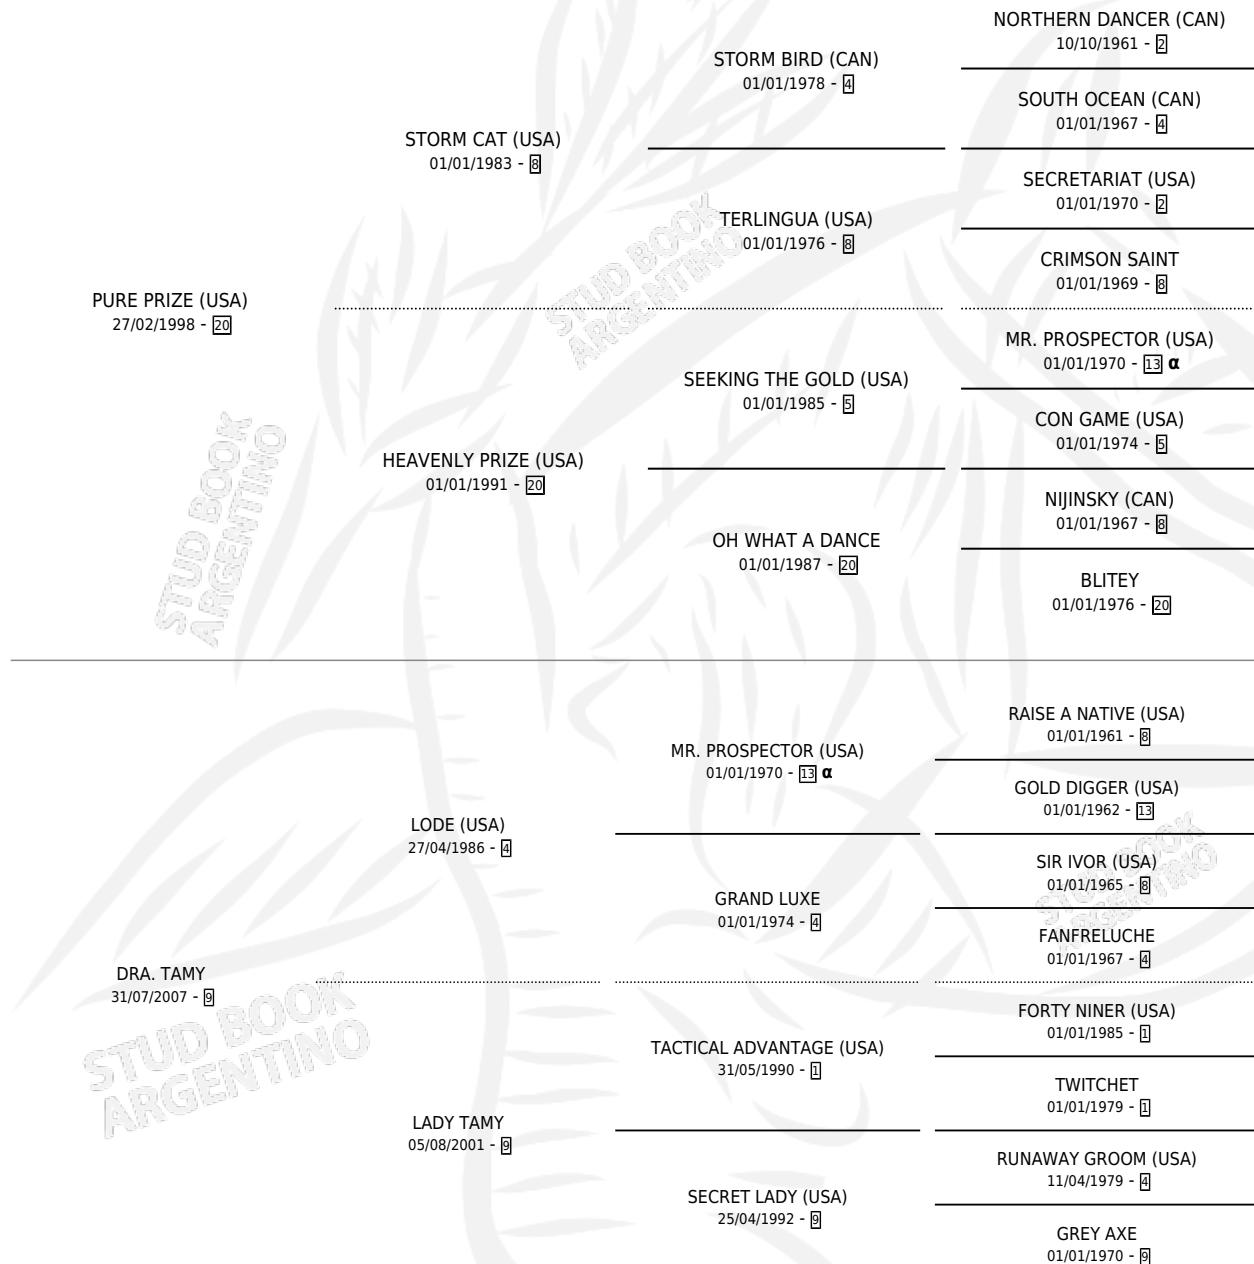 NORTHERN DANCER (CAN)
10/10/1961 - 2
STORM BIRD (CAN)
01/01/1978 - 4
SOUTH OCEAN (CAN)
01/01/1967 - 4
STORM CAT (USA)
01/01/1983 - 8
SECRETARIAT (USA)
01/01/1970 - 2
TERLINGUA (USA)
01/01/1976 - 8
CRIMSON SAINT
01/01/1969 - 8
PURE PRIZE (USA)
27/02/1998 - 20
MR. PROSPECTOR (USA)
01/01/1970 - 13 α
SEEKING THE GOLD (USA)
01/01/1985 - 5
CON GAME (USA)
01/01/1974 - 5
HEAVENLY PRIZE (USA)
01/01/1991 - 20
NIJINSKY (CAN)
01/01/1967 - 8
OH WHAT A DANCE
01/01/1987 - 20
BLITEY
01/01/1976 - 20
RAISE A NATIVE (USA)
01/01/1961 - 8
MR. PROSPECTOR (USA)
01/01/1970 - 13 α
GOLD DIGGER (USA)
01/01/1962 - 13
LODE (USA)
27/04/1986 - 4
SIR IVOR (USA)
01/01/1965 - 8
GRAND LUXE
01/01/1974 - 4
FANFRELUCHE
01/01/1967 - 4
DRA. TAMY
31/07/2007 - 9
FORTY NINER (USA)
01/01/1985 - 1
TACTICAL ADVANTAGE (USA)
31/05/1990 - 1
TWITCHET
01/01/1979 - 1
LADY TAMY
05/08/2001 - 9
RUNAWAY GROOM (USA)
11/04/1979 - 4
SECRET LADY (USA)
25/04/1992 - 9
GREY AXE
01/01/1970 - 9
STUD BOOK
ARGENTINO
STUD BOOK
ARGENTINO
STUD BOOK
ARGENTINO
STUD BOOK
ARGENTINO